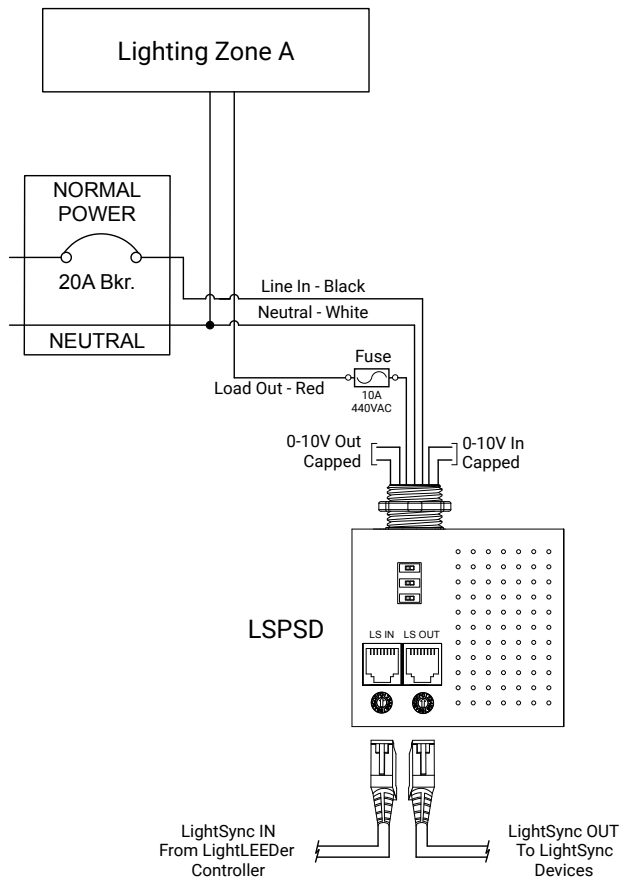 Lighting Zone A
NORMAL
POWER
20A Bkr.
NEUTRAL
Line In - Black
Neutral - White
Fuse
Load Out - Red
10A
440VAC
0-10V Out
Capped
0-10V In
Capped
LSPSD
LS IN
LS OUT
LightSync IN
From LightLEEDer
Controller
LightSync OUT
To LightSync
Devices